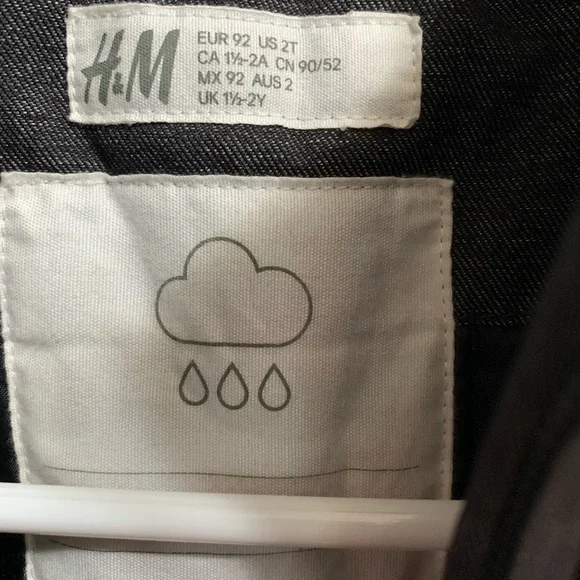 H&M
EUR 92 US 2T
CA 1½-2A CN 90/52
MX 92 AUS 2
UK 1½-2Y